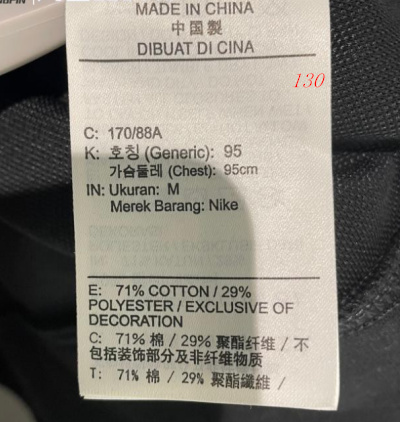 MADE IN CHINA
中国製
DIBUAT DI CINA
130
C: 170/88A
K: 호칭 (Generic): 95
가슴둘레 (Chest): 95cm
IN: Ukuran: M
Merek Barang: Nike
E: 71% COTTON / 29%
POLYESTER / EXCLUSIVE OF
DECORATION
C: 71% 棉 / 29% 聚酯纤维 / 不
包括装饰部分及非纤维物质
T: 71% 棉 / 29% 聚酯纖維 /